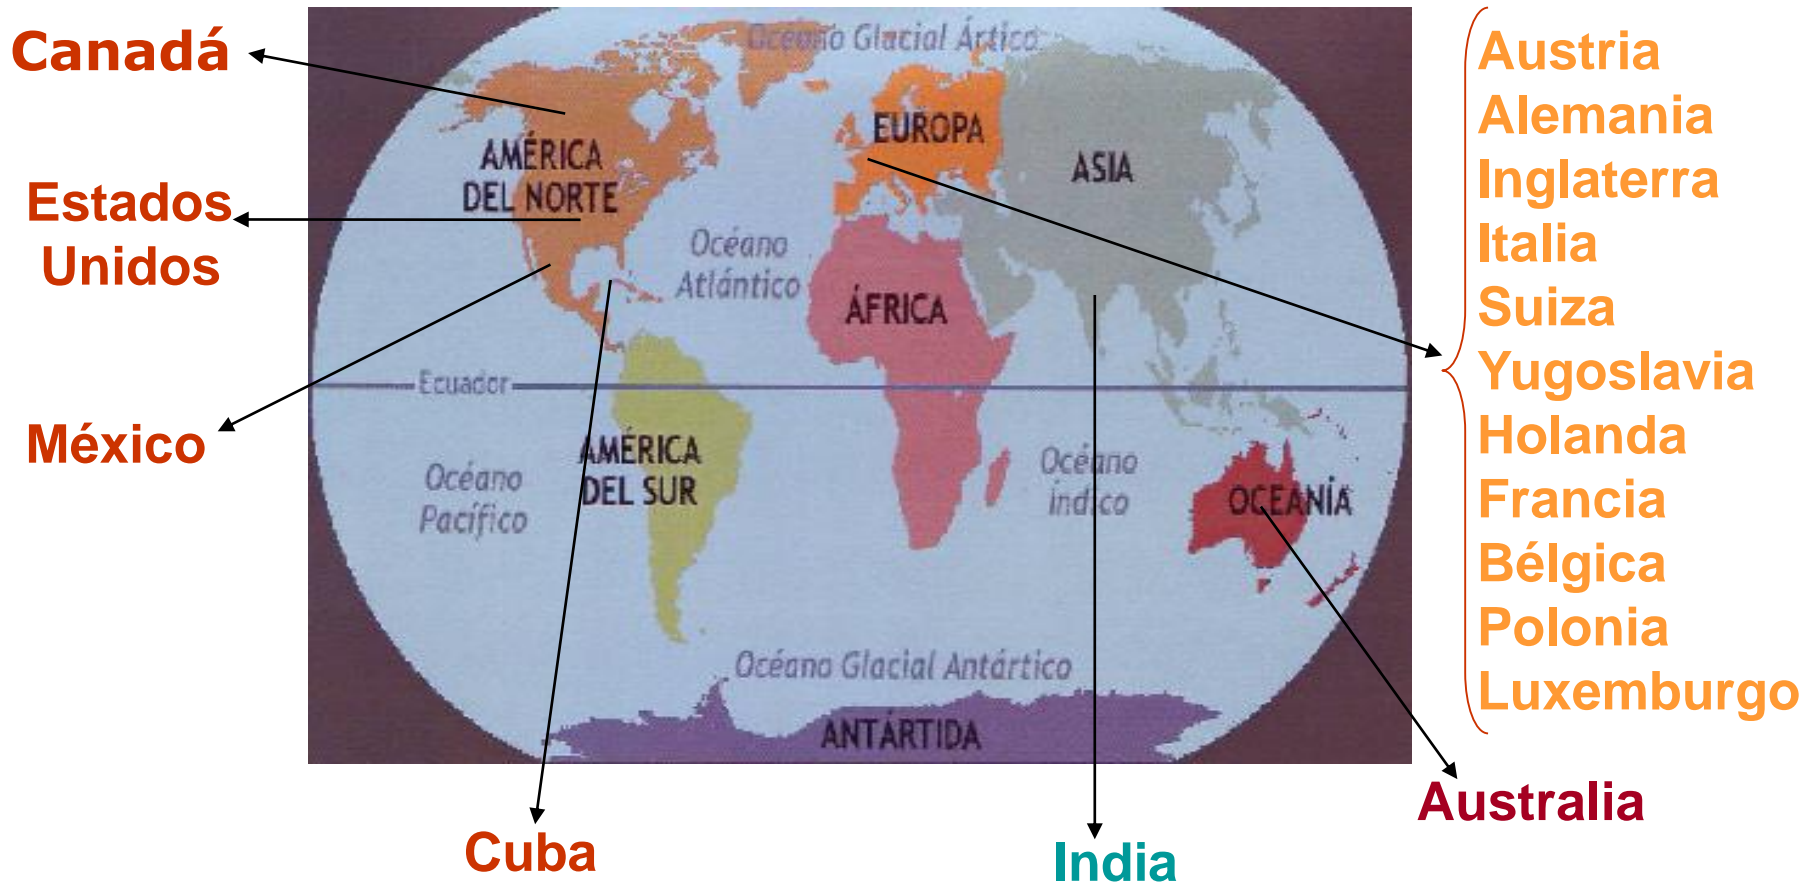 Canadá
Estados
Unidos
México
Océano Glacial Ártico
AMÉRICA
DEL NORTE
EUROPA
ASIA
Océano
Atlántico
ÁFRICA
Ecuador
AMÉRICA
DEL SUR
Océano
Pacífico
Océano
índico
OCEANÍA
Océano Glacial Antártico
ANTÁRTIDA
Austria
Alemania
Inglaterra
Italia
Suiza
Yugoslavia
Holanda
Francia
Bélgica
Polonia
Luxemburgo
Australia
Cuba
India